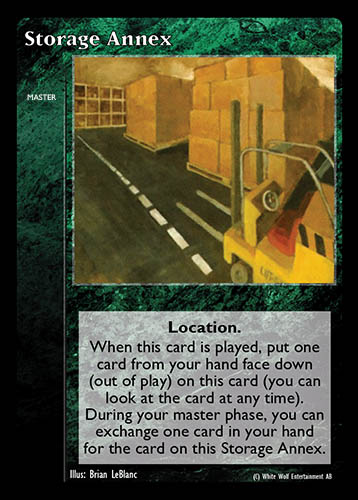 Storage Annex
MASTER
Location.
When this card is played, put one
card from your hand face down
(out of play) on this card (you can
look at the card at any time).
During your master phase, you can
exchange one card in your hand
for the card on this Storage Annex.
Illus: Brian LeBlanc
(C) White Wolf Entertainment AB